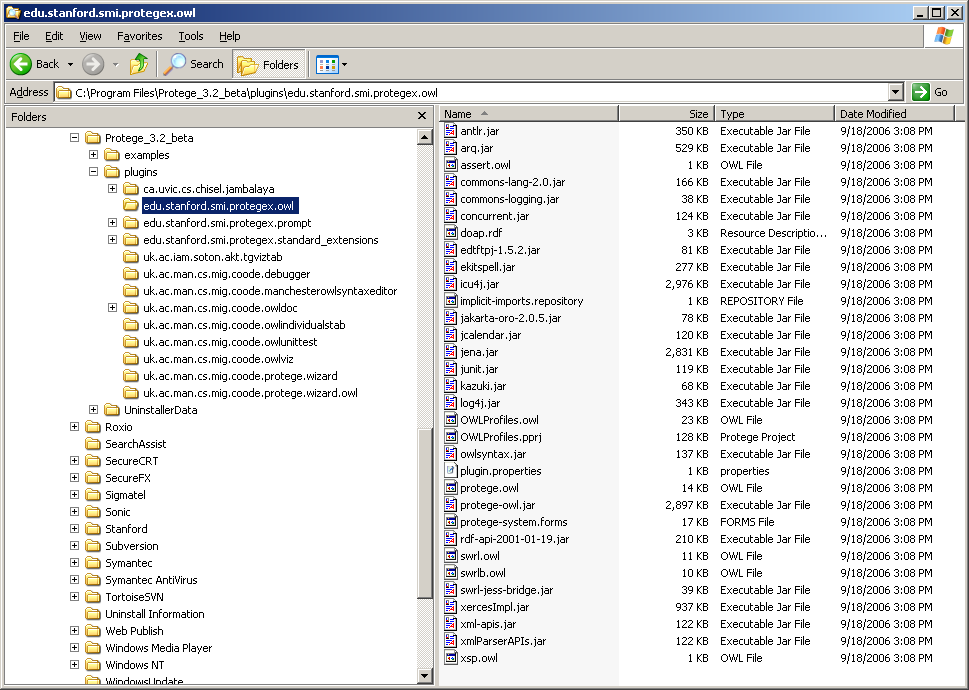 edu.stanford.smi.protegex.owl
File Edit View Favorites Tools Help
Back Search Folders
Address C:\Program Files\Protege_3.2_beta\plugins\edu.stanford.smi.protegex.owl Go
Folders
Protege_3.2_beta
examples
plugins
ca.uvic.cs.chisel.jambalaya
edu.stanford.smi.protegex.owl
edu.stanford.smi.protegex.prompt
edu.stanford.smi.protegex.standard_extensions
uk.ac.iam.soton.akt.tgviztab
uk.ac.man.cs.mig.coode.debugger
uk.ac.man.cs.mig.coode.manchesterowlsyntaxeditor
uk.ac.man.cs.mig.coode.owldoc
uk.ac.man.cs.mig.coode.owlindividualstab
uk.ac.man.cs.mig.coode.owlunittest
uk.ac.man.cs.mig.coode.owlviz
uk.ac.man.cs.mig.coode.protege.wizard
uk.ac.man.cs.mig.coode.protege.wizard.owl
UninstallerData
Roxio
SearchAssist
SecureCRT
SecureFX
Sigmatel
Sonic
Stanford
Subversion
Symantec
Symantec AntiVirus
TortoiseSVN
Uninstall Information
Web Publish
Windows Media Player
Windows NT
WindowsUpdate
Name Size Type Date Modified
antlr.jar 350 KB Executable Jar File 9/18/2006 3:08 PM
arq.jar 529 KB Executable Jar File 9/18/2006 3:08 PM
assert.owl 1 KB OWL File 9/18/2006 3:08 PM
commons-lang-2.0.jar 166 KB Executable Jar File 9/18/2006 3:08 PM
commons-logging.jar 38 KB Executable Jar File 9/18/2006 3:08 PM
concurrent.jar 124 KB Executable Jar File 9/18/2006 3:08 PM
doap.rdf 3 KB Resource Descriptio... 9/18/2006 3:08 PM
edtftpj-1.5.2.jar 81 KB Executable Jar File 9/18/2006 3:08 PM
ekitspell.jar 277 KB Executable Jar File 9/18/2006 3:08 PM
icu4j.jar 2,976 KB Executable Jar File 9/18/2006 3:08 PM
implicit-imports.repository 1 KB REPOSITORY File 9/18/2006 3:08 PM
jakarta-oro-2.0.5.jar 78 KB Executable Jar File 9/18/2006 3:08 PM
jcalendar.jar 120 KB Executable Jar File 9/18/2006 3:08 PM
jena.jar 2,831 KB Executable Jar File 9/18/2006 3:08 PM
junit.jar 119 KB Executable Jar File 9/18/2006 3:08 PM
kazuki.jar 68 KB Executable Jar File 9/18/2006 3:08 PM
log4j.jar 343 KB Executable Jar File 9/18/2006 3:08 PM
OWLProfiles.owl 23 KB OWL File 9/18/2006 3:08 PM
OWLProfiles.pprj 128 KB Protege Project 9/18/2006 3:08 PM
owlsyntax.jar 137 KB Executable Jar File 9/18/2006 3:08 PM
plugin.properties 1 KB properties 9/18/2006 3:08 PM
protege.owl 14 KB OWL File 9/18/2006 3:08 PM
protege-owl.jar 2,897 KB Executable Jar File 9/18/2006 3:08 PM
protege-system.forms 17 KB FORMS File 9/18/2006 3:08 PM
rdf-api-2001-01-19.jar 210 KB Executable Jar File 9/18/2006 3:08 PM
swrl.owl 11 KB OWL File 9/18/2006 3:08 PM
swrlb.owl 10 KB OWL File 9/18/2006 3:08 PM
swrl-jess-bridge.jar 39 KB Executable Jar File 9/18/2006 3:08 PM
xercesImpl.jar 937 KB Executable Jar File 9/18/2006 3:08 PM
xml-apis.jar 122 KB Executable Jar File 9/18/2006 3:08 PM
xmlParserAPIs.jar 122 KB Executable Jar File 9/18/2006 3:08 PM
xsp.owl 1 KB OWL File 9/18/2006 3:08 PM